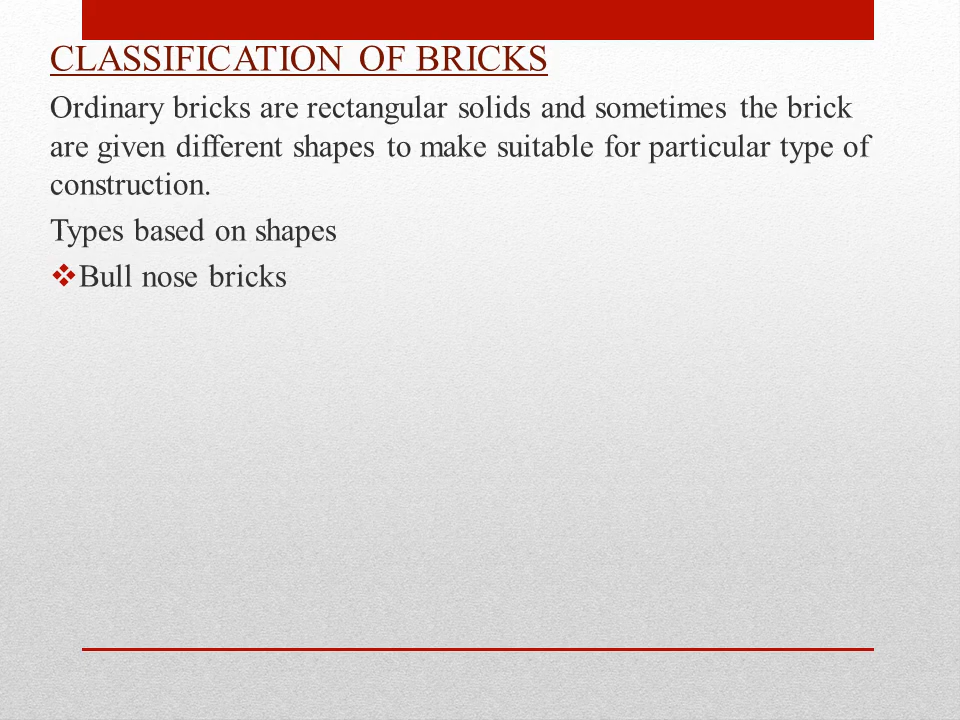 CLASSIFICATION OF BRICKS
Ordinary bricks are rectangular solids and sometimes the brick
are given different shapes to make suitable for particular type of
construction.
Types based on shapes
Bull nose bricks